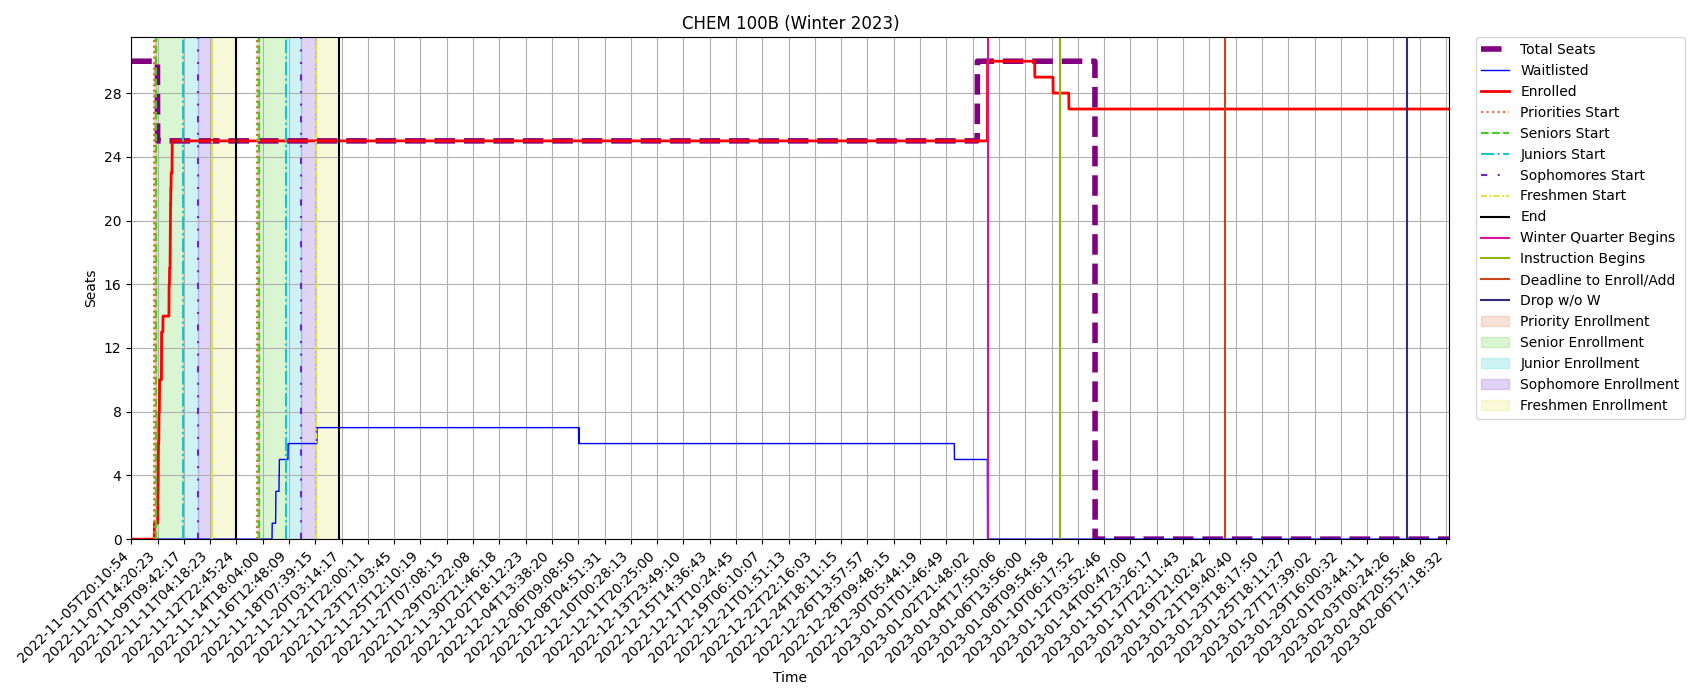 CHEM 100B (Winter 2023)
Total Seats
Waitlisted
Enrolled
Priorities Start
Seniors Start
Juniors Start
Sophomores Start
Freshmen Start
End
Winter Quarter Begins
Instruction Begins
Deadline to Enroll/Add
Drop w/o W
Priority Enrollment
Senior Enrollment
Junior Enrollment
Sophomore Enrollment
Freshmen Enrollment
Seats
28
24
20
16
12
8
4
0
2022-11-05T20:10:54
2022-11-07T14:20:23
2022-11-09T09:42:17
2022-11-11T04:18:23
2022-11-12T22:45:24
2022-11-14T18:04:00
2022-11-16T12:48:09
2022-11-18T07:39:15
2022-11-20T03:14:17
2022-11-21T22:00:11
2022-11-23T17:03:45
2022-11-25T12:10:19
2022-11-27T07:08:15
2022-11-29T02:22:08
2022-11-30T21:46:18
2022-12-02T18:12:23
2022-12-04T13:38:20
2022-12-06T09:08:50
2022-12-08T04:51:31
2022-12-10T00:28:13
2022-12-11T20:25:00
2022-12-13T23:49:10
2022-12-15T14:36:43
2022-12-17T10:24:45
2022-12-19T06:10:07
2022-12-21T01:51:13
2022-12-22T22:16:03
2022-12-24T18:11:15
2022-12-26T13:57:57
2022-12-28T09:48:15
2022-12-30T05:44:19
2023-01-01T01:46:49
2023-01-02T21:48:02
2023-01-04T17:50:06
2023-01-06T13:56:00
2023-01-08T09:54:58
2023-01-10T06:17:52
2023-01-12T03:52:46
2023-01-14T00:47:00
2023-01-15T23:26:17
2023-01-17T22:11:43
2023-01-19T21:02:42
2023-01-21T19:40:40
2023-01-23T18:17:50
2023-01-25T18:11:27
2023-01-27T17:39:02
2023-01-29T16:00:32
2023-02-01T03:44:11
2023-02-03T00:24:26
2023-02-04T20:55:46
2023-02-06T17:18:32
Time